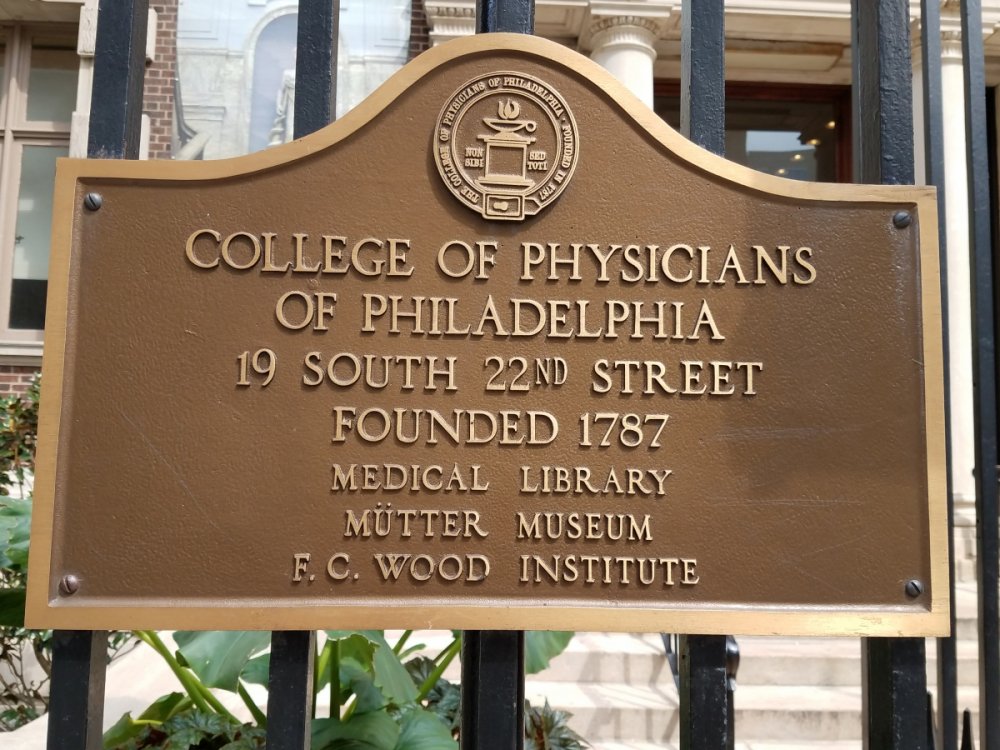 THE COLLEGE OF PHYSICIANS OF PHILADELPHIA · FOUNDED IN 1787
NON SED
SIBI TOTI
COLLEGE OF PHYSICIANS
OF PHILADELPHIA
19 SOUTH 22ND STREET
FOUNDED 1787
MEDICAL LIBRARY
MÜTTER MUSEUM
F. C. WOOD INSTITUTE